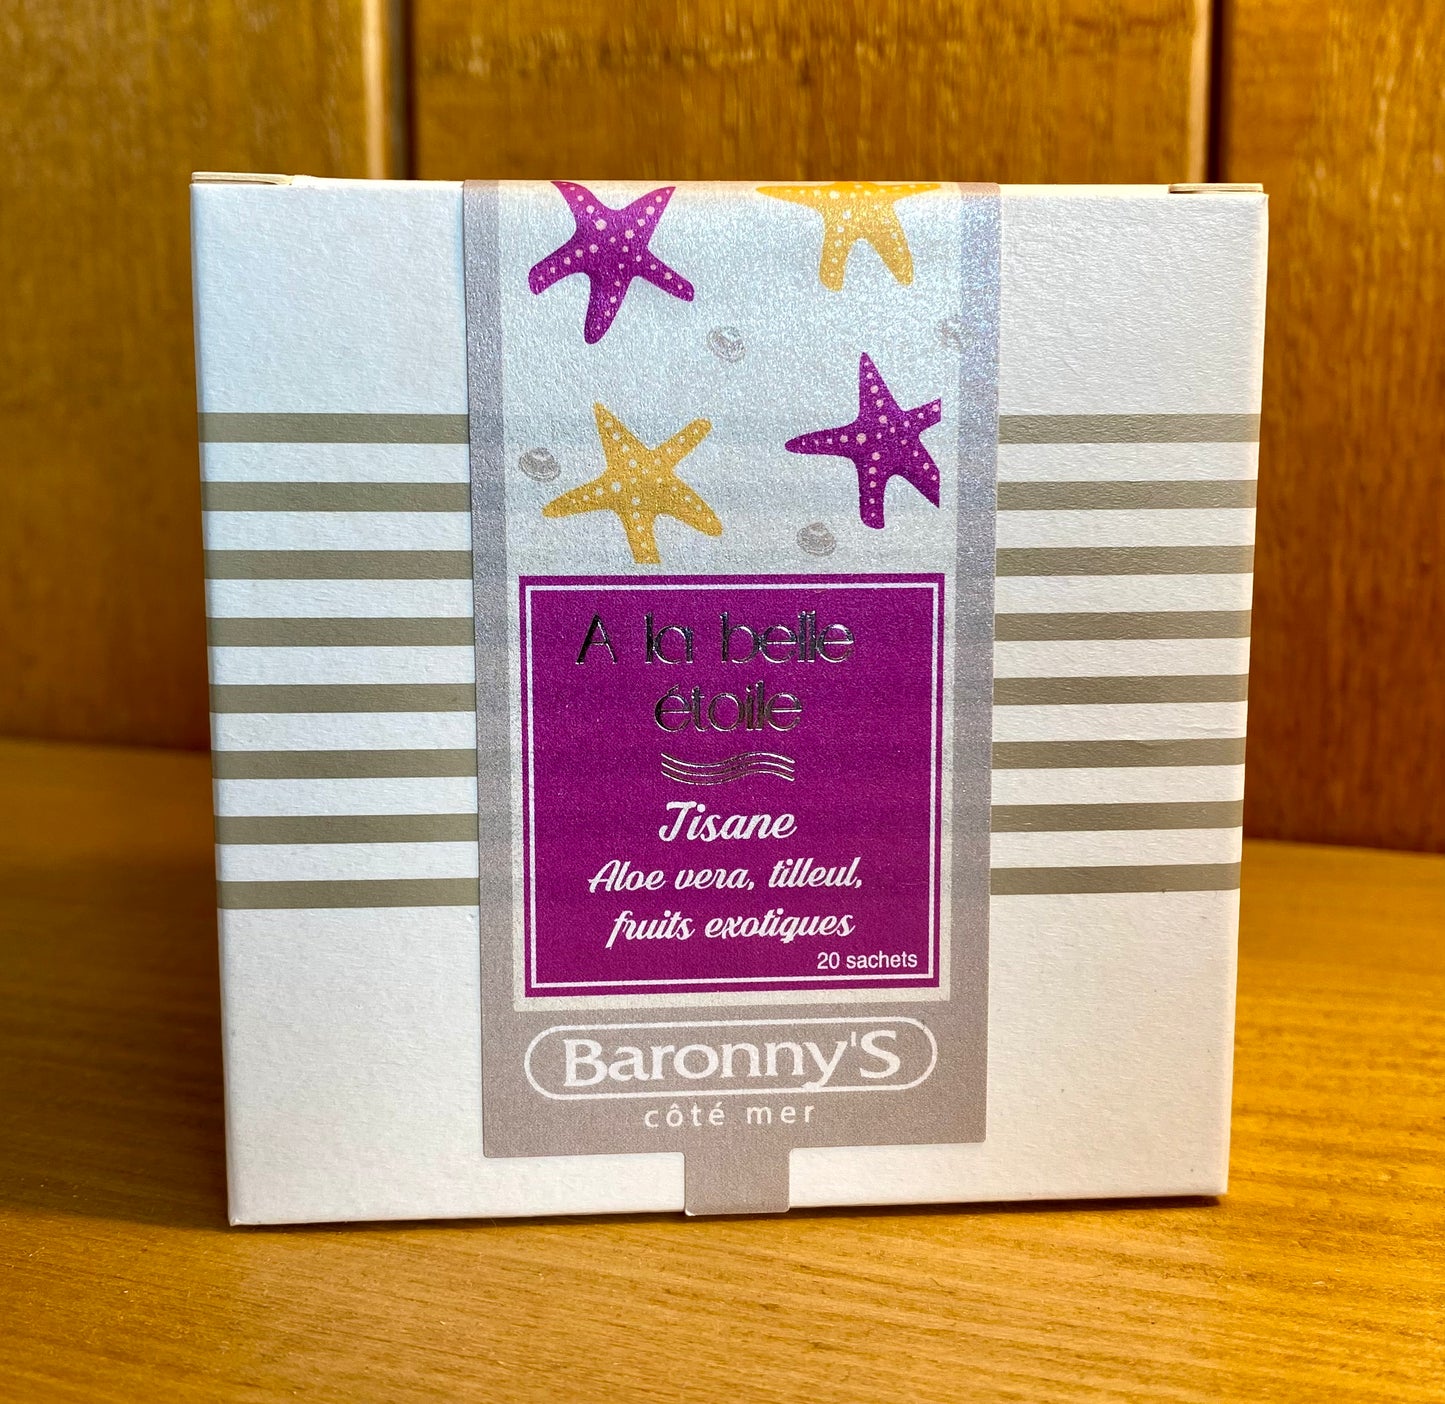 A la belle
étoile
Tisane
Aloe vera, tilleul,
fruits exotiques
20 sachets
Baronny'S
côté mer